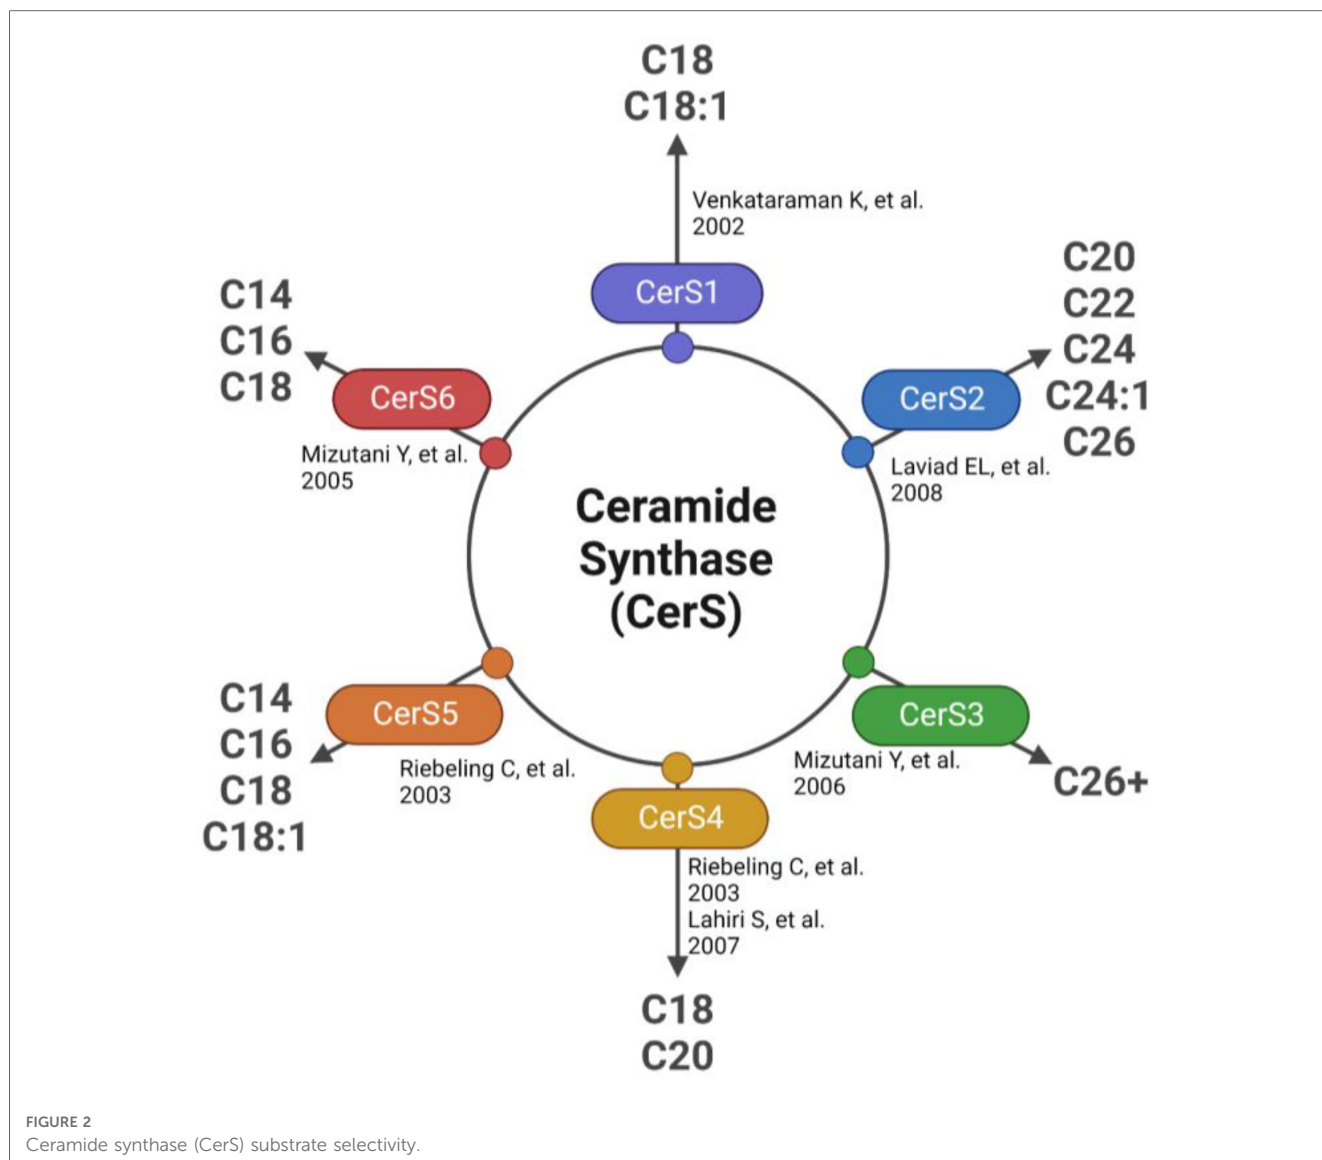 C18
C18:1
Venkataraman K, et al.
2002
CerS1
C20
C22
C24
C24:1
C26
CerS2
Laviad EL, et al.
2008
C14
C16
C18
CerS6
Mizutani Y, et al.
2005
Ceramide
Synthase
(CerS)
C14
C16
C18
C18:1
CerS5
Riebeling C, et al.
2003
CerS3
Mizutani Y, et al.
2006
C26+
CerS4
Riebeling C, et al.
2003
Lahiri S, et al.
2007
C18
C20
FIGURE 2
Ceramide synthase (CerS) substrate selectivity.